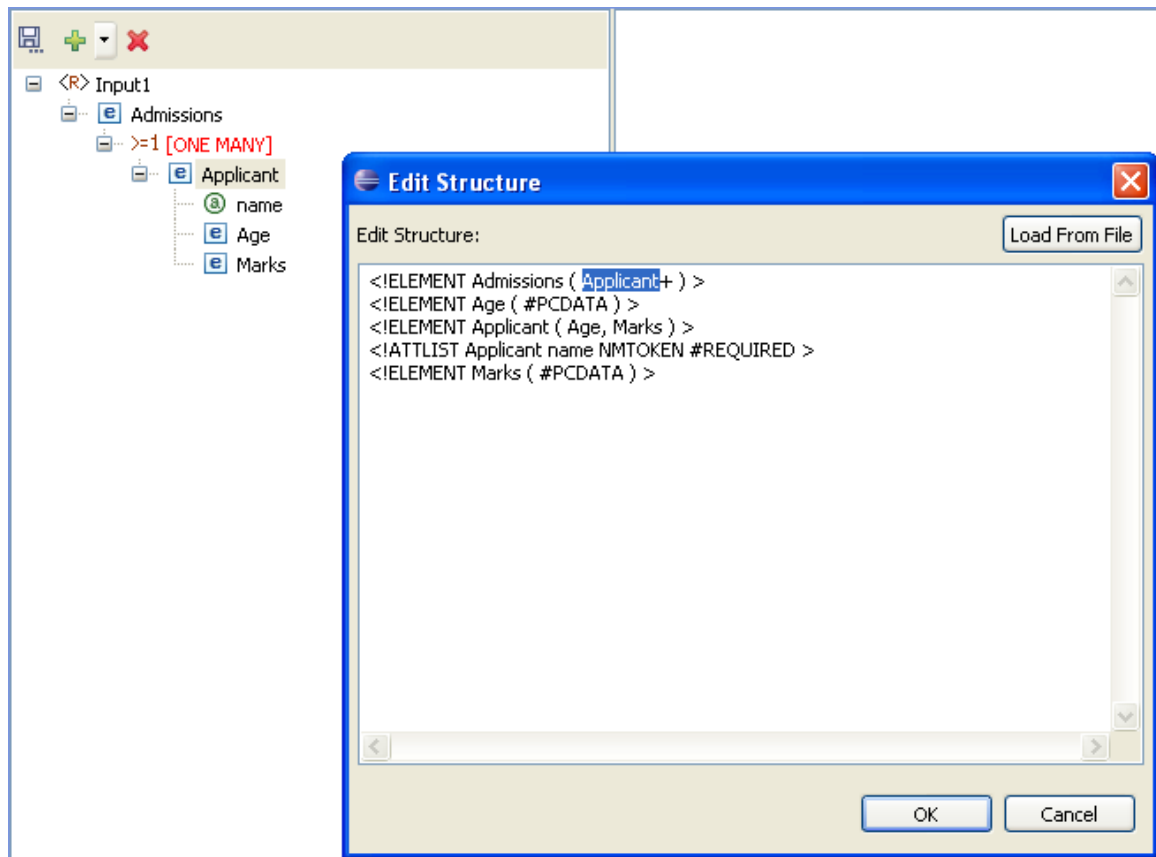 <R> Input1
e Admissions
>=1 [ONE MANY]
e Applicant
a name
e Age
e Marks
Edit Structure
Edit Structure:
Load From File
<!ELEMENT Admissions ( Applicant+ ) >
<!ELEMENT Age ( #PCDATA ) >
<!ELEMENT Applicant ( Age, Marks ) >
<!ATTLIST Applicant name NMTOKEN #REQUIRED >
<!ELEMENT Marks ( #PCDATA ) >
OK
Cancel